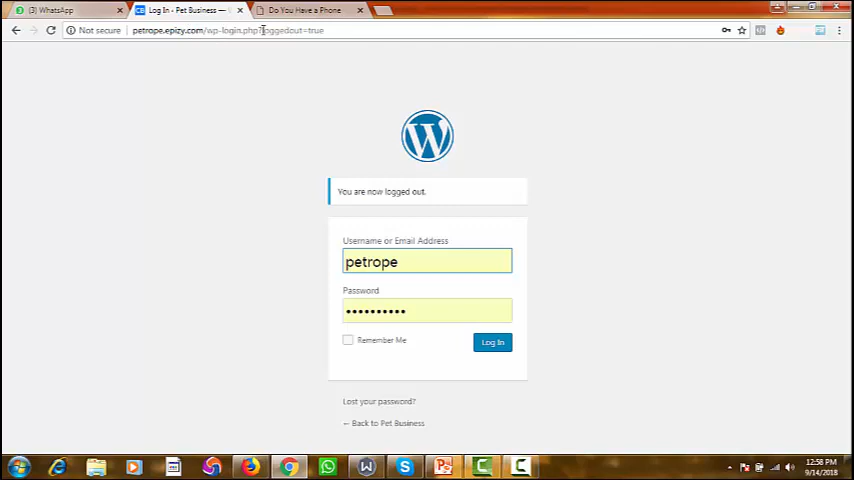 (3) WhatsApp
Log In ‹ Pet Business —
Do You Have a Phone
Not secure
petrope.epizy.com/wp-login.php?loggedout=true
You are now logged out.
Username or Email Address
petrope
Password
••••••••••
Remember Me
Log In
Lost your password?
← Back to Pet Business
12:58 PM
9/14/2018